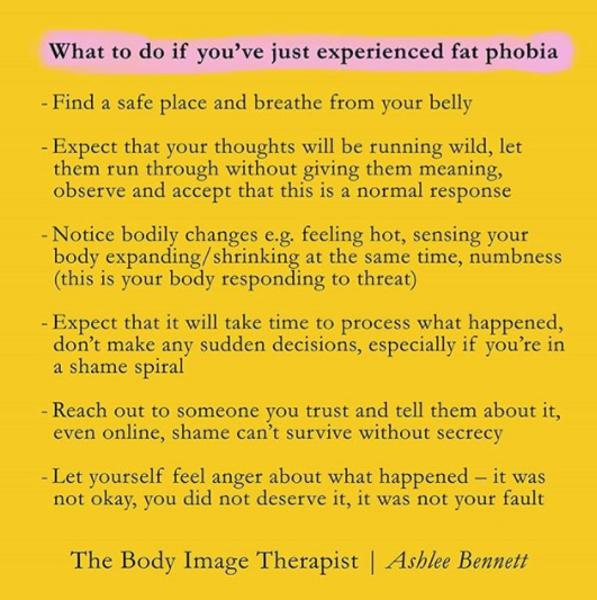 What to do if you've just experienced fat phobia
- Find a safe place and breathe from your belly
- Expect that your thoughts will be running wild, let
them run through without giving them meaning,
observe and accept that this is a normal response
- Notice bodily changes e.g. feeling hot, sensing your
body expanding/shrinking at the same time, numbness
(this is your body responding to threat)
- Expect that it will take time to process what happened,
don't make any sudden decisions, especially if you're in
a shame spiral
- Reach out to someone you trust and tell them about it,
even online, shame can't survive without secrecy
- Let yourself feel anger about what happened – it was
not okay, you did not deserve it, it was not your fault
The Body Image Therapist | Ashlee Bennett